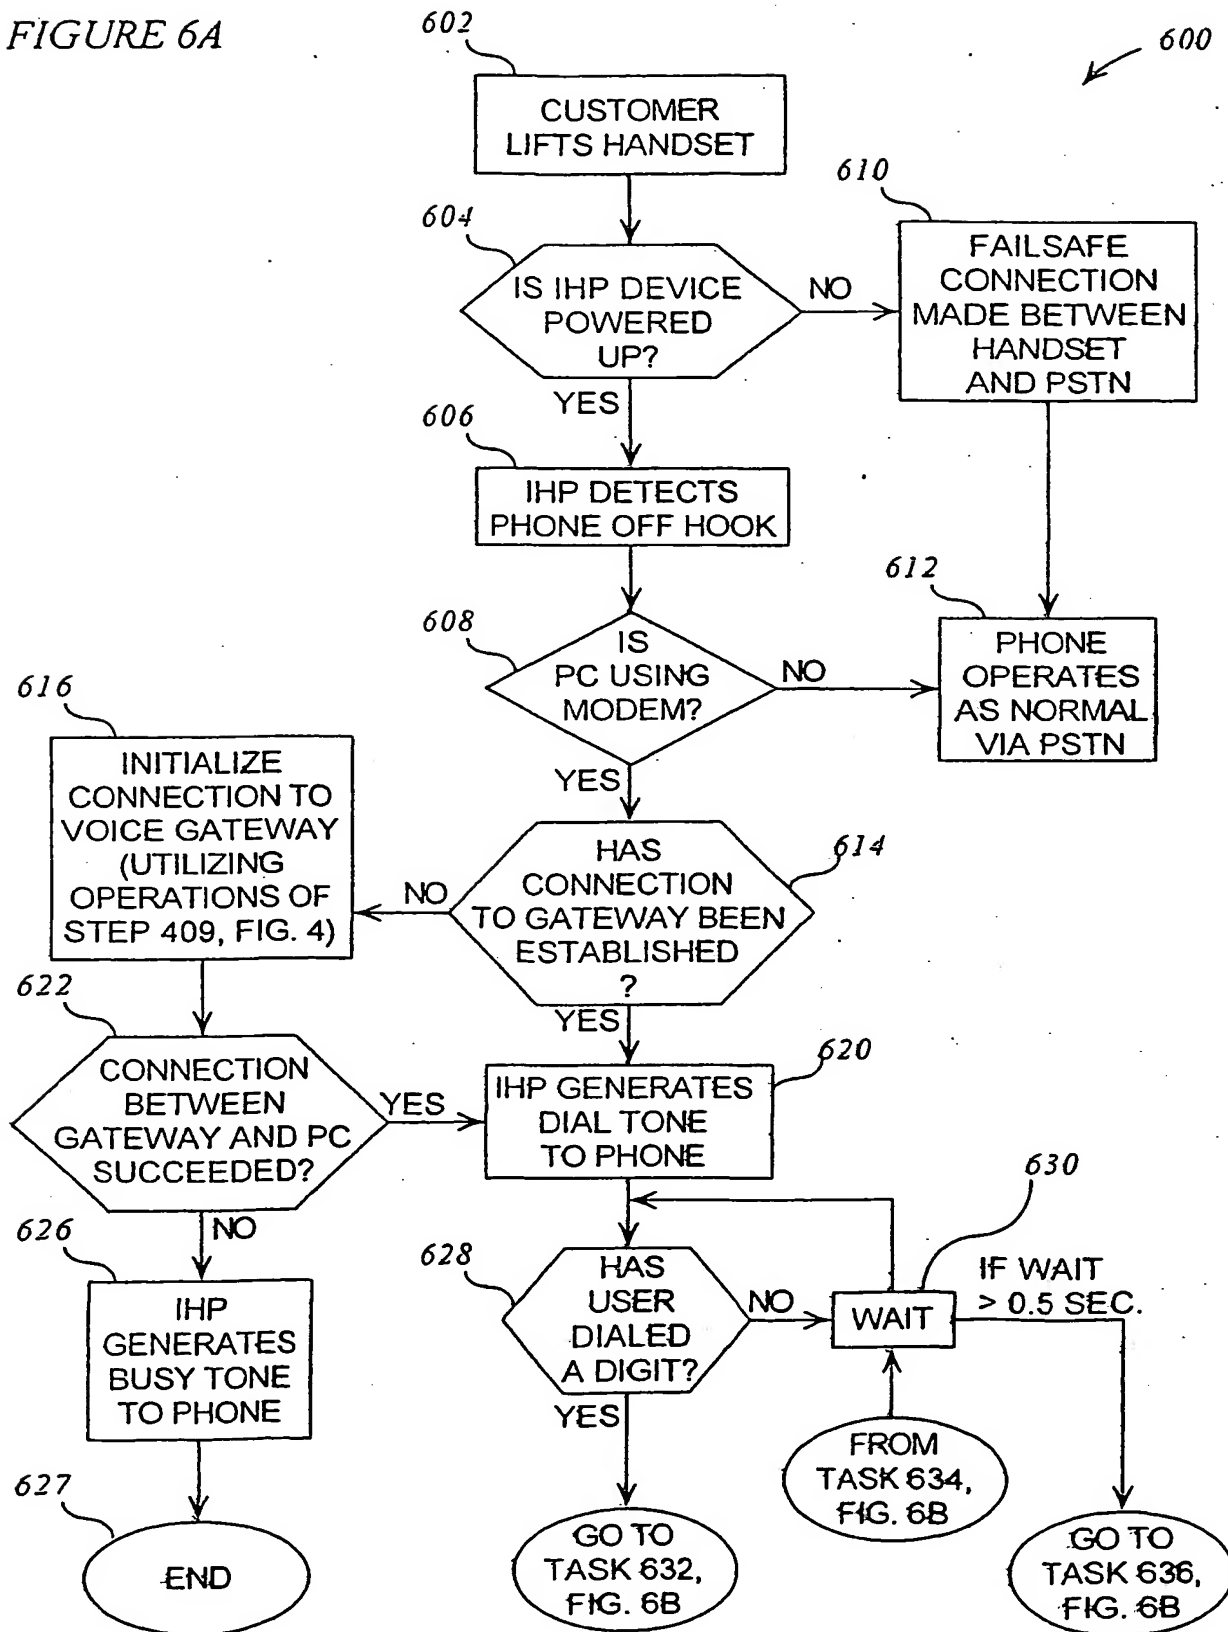 FIGURE 6A
600
602
CUSTOMER
LIFTS HANDSET
604
IS IHP DEVICE
POWERED
UP?
NO
YES
610
FAILSAFE
CONNECTION
MADE BETWEEN
HANDSET
AND PSTN
606
IHP DETECTS
PHONE OFF HOOK
608
IS
PC USING
MODEM?
NO
YES
612
PHONE
OPERATES
AS NORMAL
VIA PSTN
614
HAS
CONNECTION
TO GATEWAY BEEN
ESTABLISHED
?
NO
YES
616
INITIALIZE
CONNECTION TO
VOICE GATEWAY
(UTILIZING
OPERATIONS OF
STEP 409, FIG. 4)
622
CONNECTION
BETWEEN
GATEWAY AND PC
SUCCEEDED?
YES
NO
620
IHP GENERATES
DIAL TONE
TO PHONE
626
IHP
GENERATES
BUSY TONE
TO PHONE
627
END
628
HAS
USER
DIALED
A DIGIT?
NO
YES
630
WAIT
IF WAIT
> 0.5 SEC.
FROM
TASK 634,
FIG. 6B
GO TO
TASK 632,
FIG. 6B
GO TO
TASK 636,
FIG. 6B